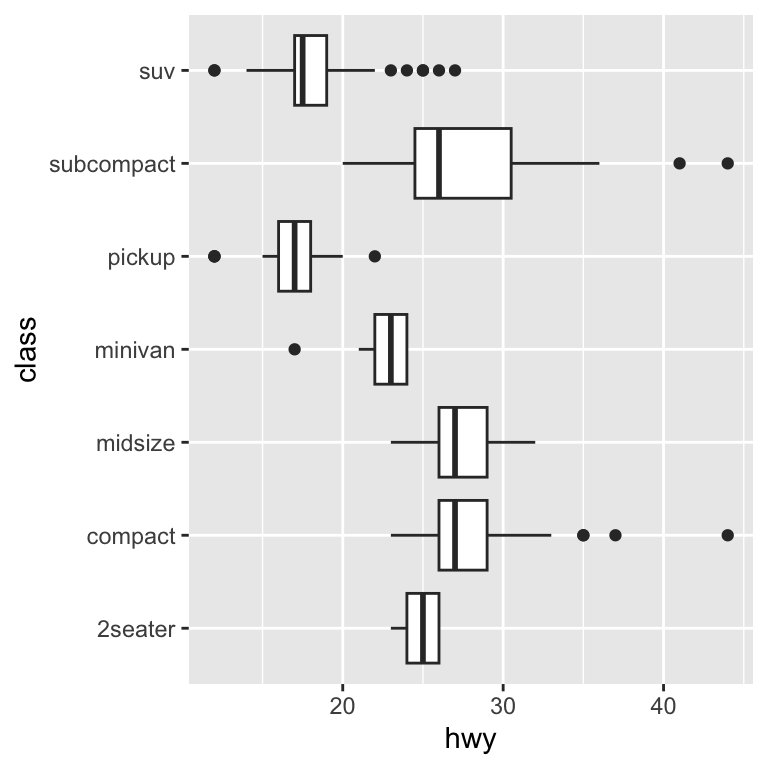 suv
subcompact
pickup
minivan
midsize
compact
2seater
class
20 30 40
hwy